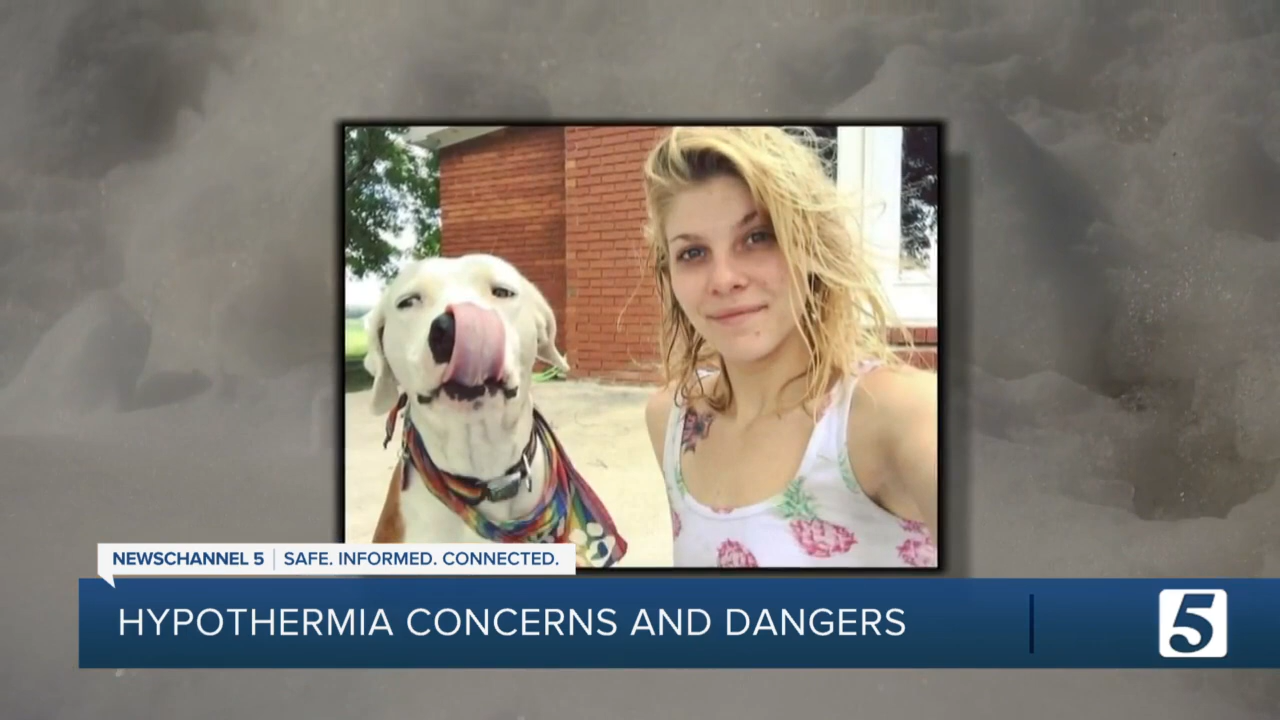 NEWSCHANNEL 5 | SAFE. INFORMED. CONNECTED.
HYPOTHERMIA CONCERNS AND DANGERS
5